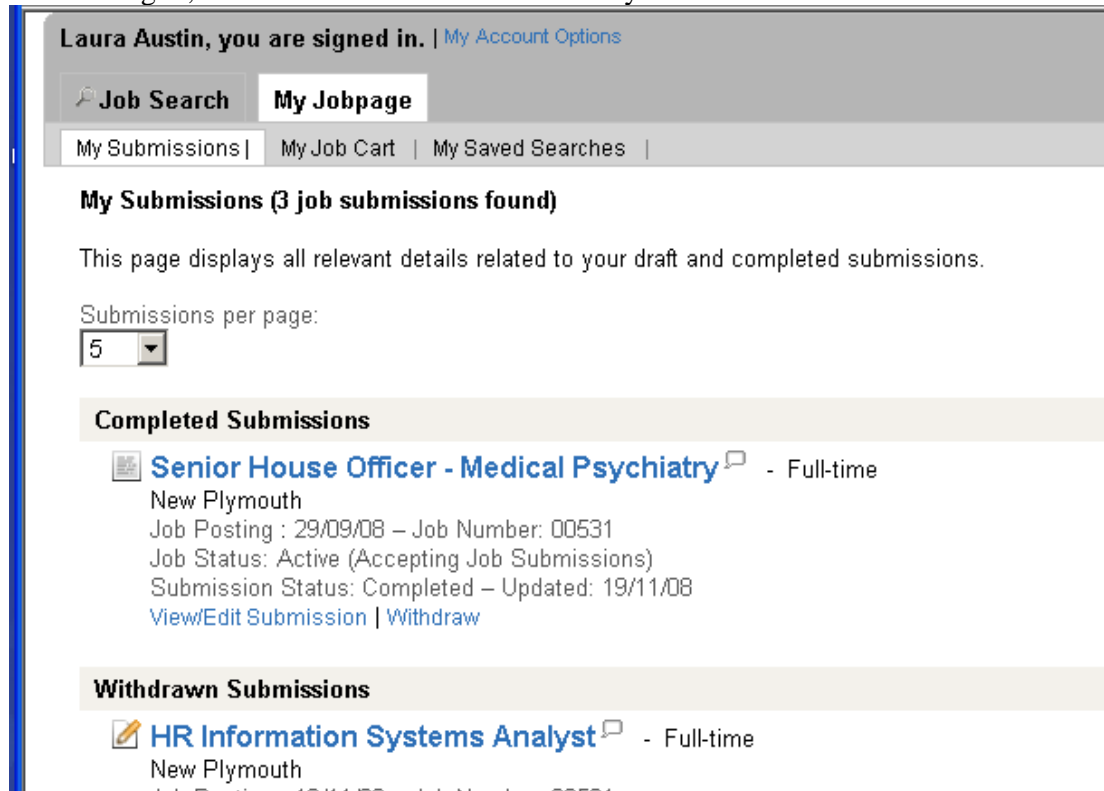 Laura Austin, you are signed in. | My Account Options
Job Search My Jobpage
My Submissions | My Job Cart | My Saved Searches |
My Submissions (3 job submissions found)
This page displays all relevant details related to your draft and completed submissions.
Submissions per page:
5
Completed Submissions
Senior House Officer - Medical Psychiatry - Full-time
New Plymouth
Job Posting : 29/09/08 – Job Number: 00531
Job Status: Active (Accepting Job Submissions)
Submission Status: Completed – Updated: 19/11/08
View/Edit Submission | Withdraw
Withdrawn Submissions
HR Information Systems Analyst - Full-time
New Plymouth